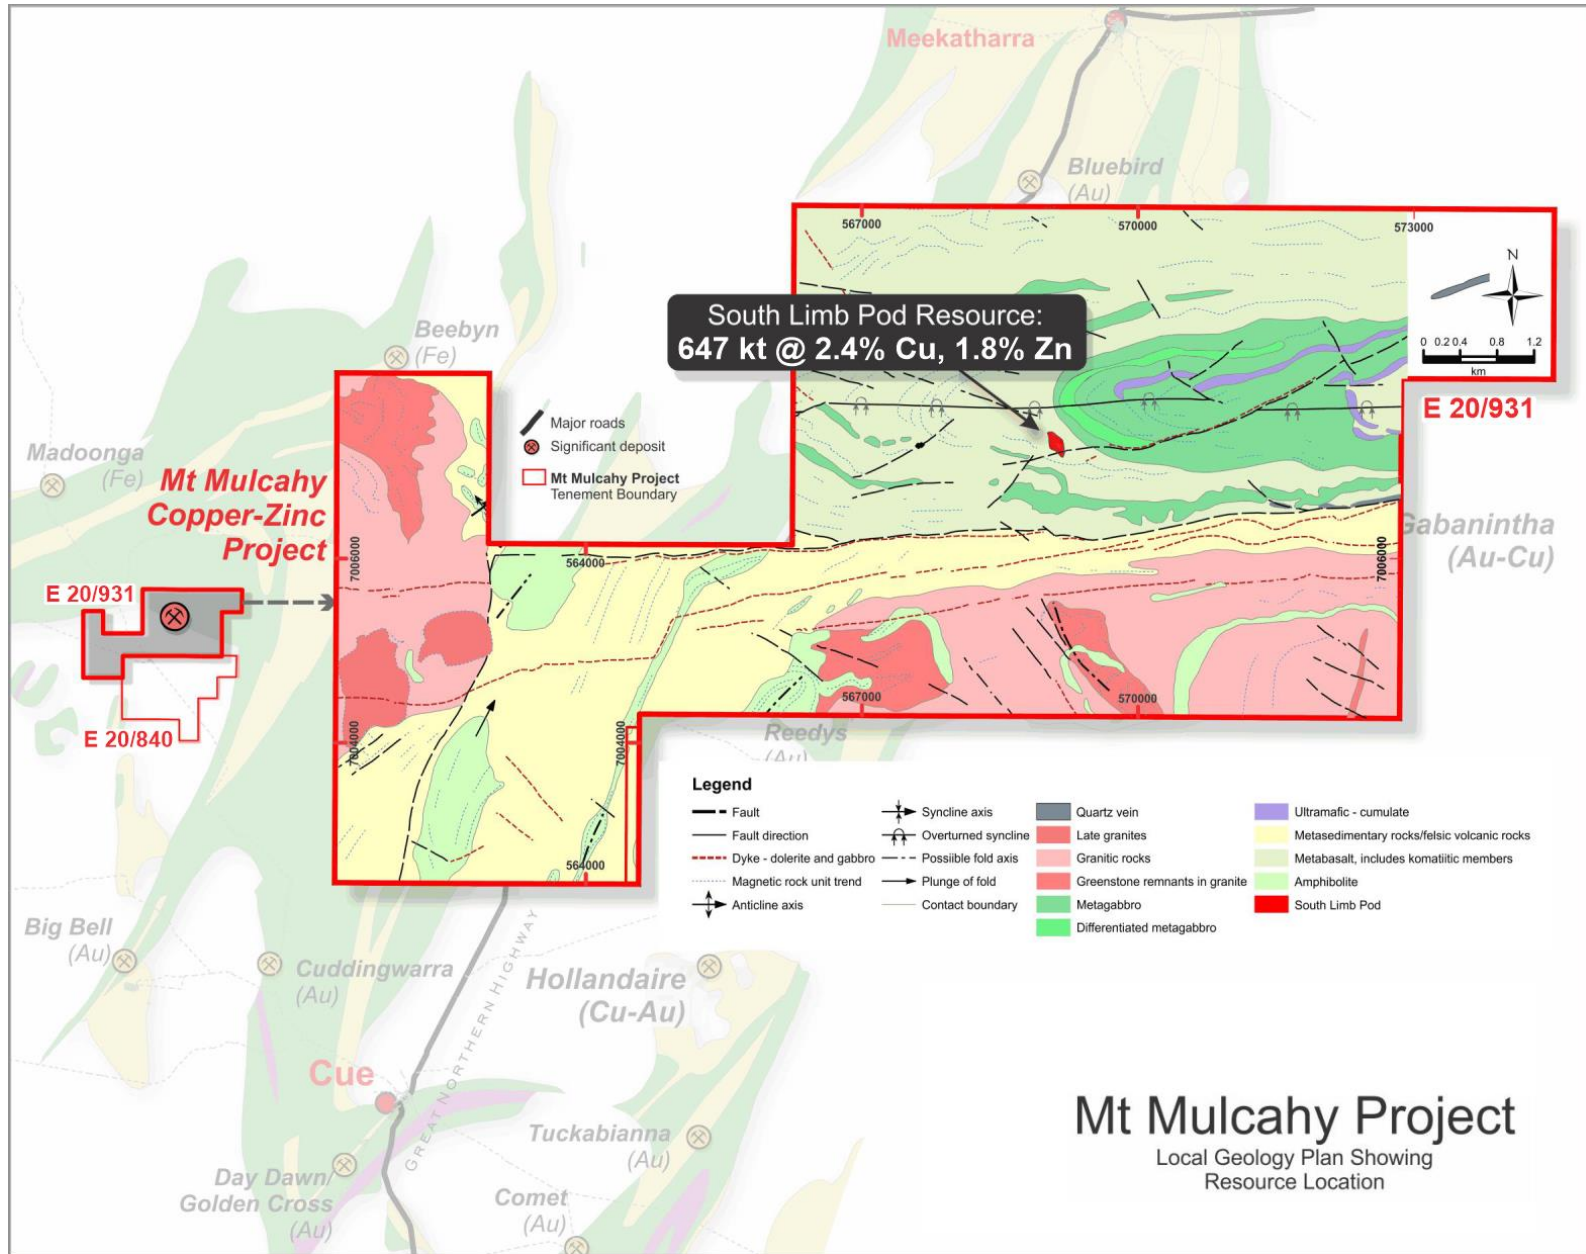 Meekatharra
Bluebird
(Au)
567000
570000
573000
N
South Limb Pod Resource:
647 kt @ 2.4% Cu, 1.8% Zn
0 0.2 0.4 0.8 1.2
km
E 20/931
Beebyn
(Fe)
Major roads
Significant deposit
Mt Mulcahy Project
Tenement Boundary
Madoonga
(Fe)
Mt Mulcahy
Copper-Zinc
Project
7006000
564000
7006000
Gabanintha
(Au-Cu)
E 20/931
E 20/840
567000
570000
7004000
7004000
Reedys
(Au)
564000
Legend
Fault
Fault direction
Dyke - dolerite and gabbro
Magnetic rock unit trend
Anticline axis
Syncline axis
Overturned syncline
Possiible fold axis
Plunge of fold
Contact boundary
Quartz vein
Late granites
Granitic rocks
Greenstone remnants in granite
Metagabbro
Differentiated metagabbro
Ultramafic - cumulate
Metasedimentary rocks/felsic volcanic rocks
Metabasalt, includes komatiitic members
Amphibolite
South Limb Pod
Big Bell
(Au)
Cuddingwarra
(Au)
GREAT NORTHERN HIGHWAY
Hollandaire
(Cu-Au)
Cue
Tuckabianna
(Au)
Day Dawn/
Golden Cross
(Au)
Comet
(Au)
Mt Mulcahy Project
Local Geology Plan Showing
Resource Location